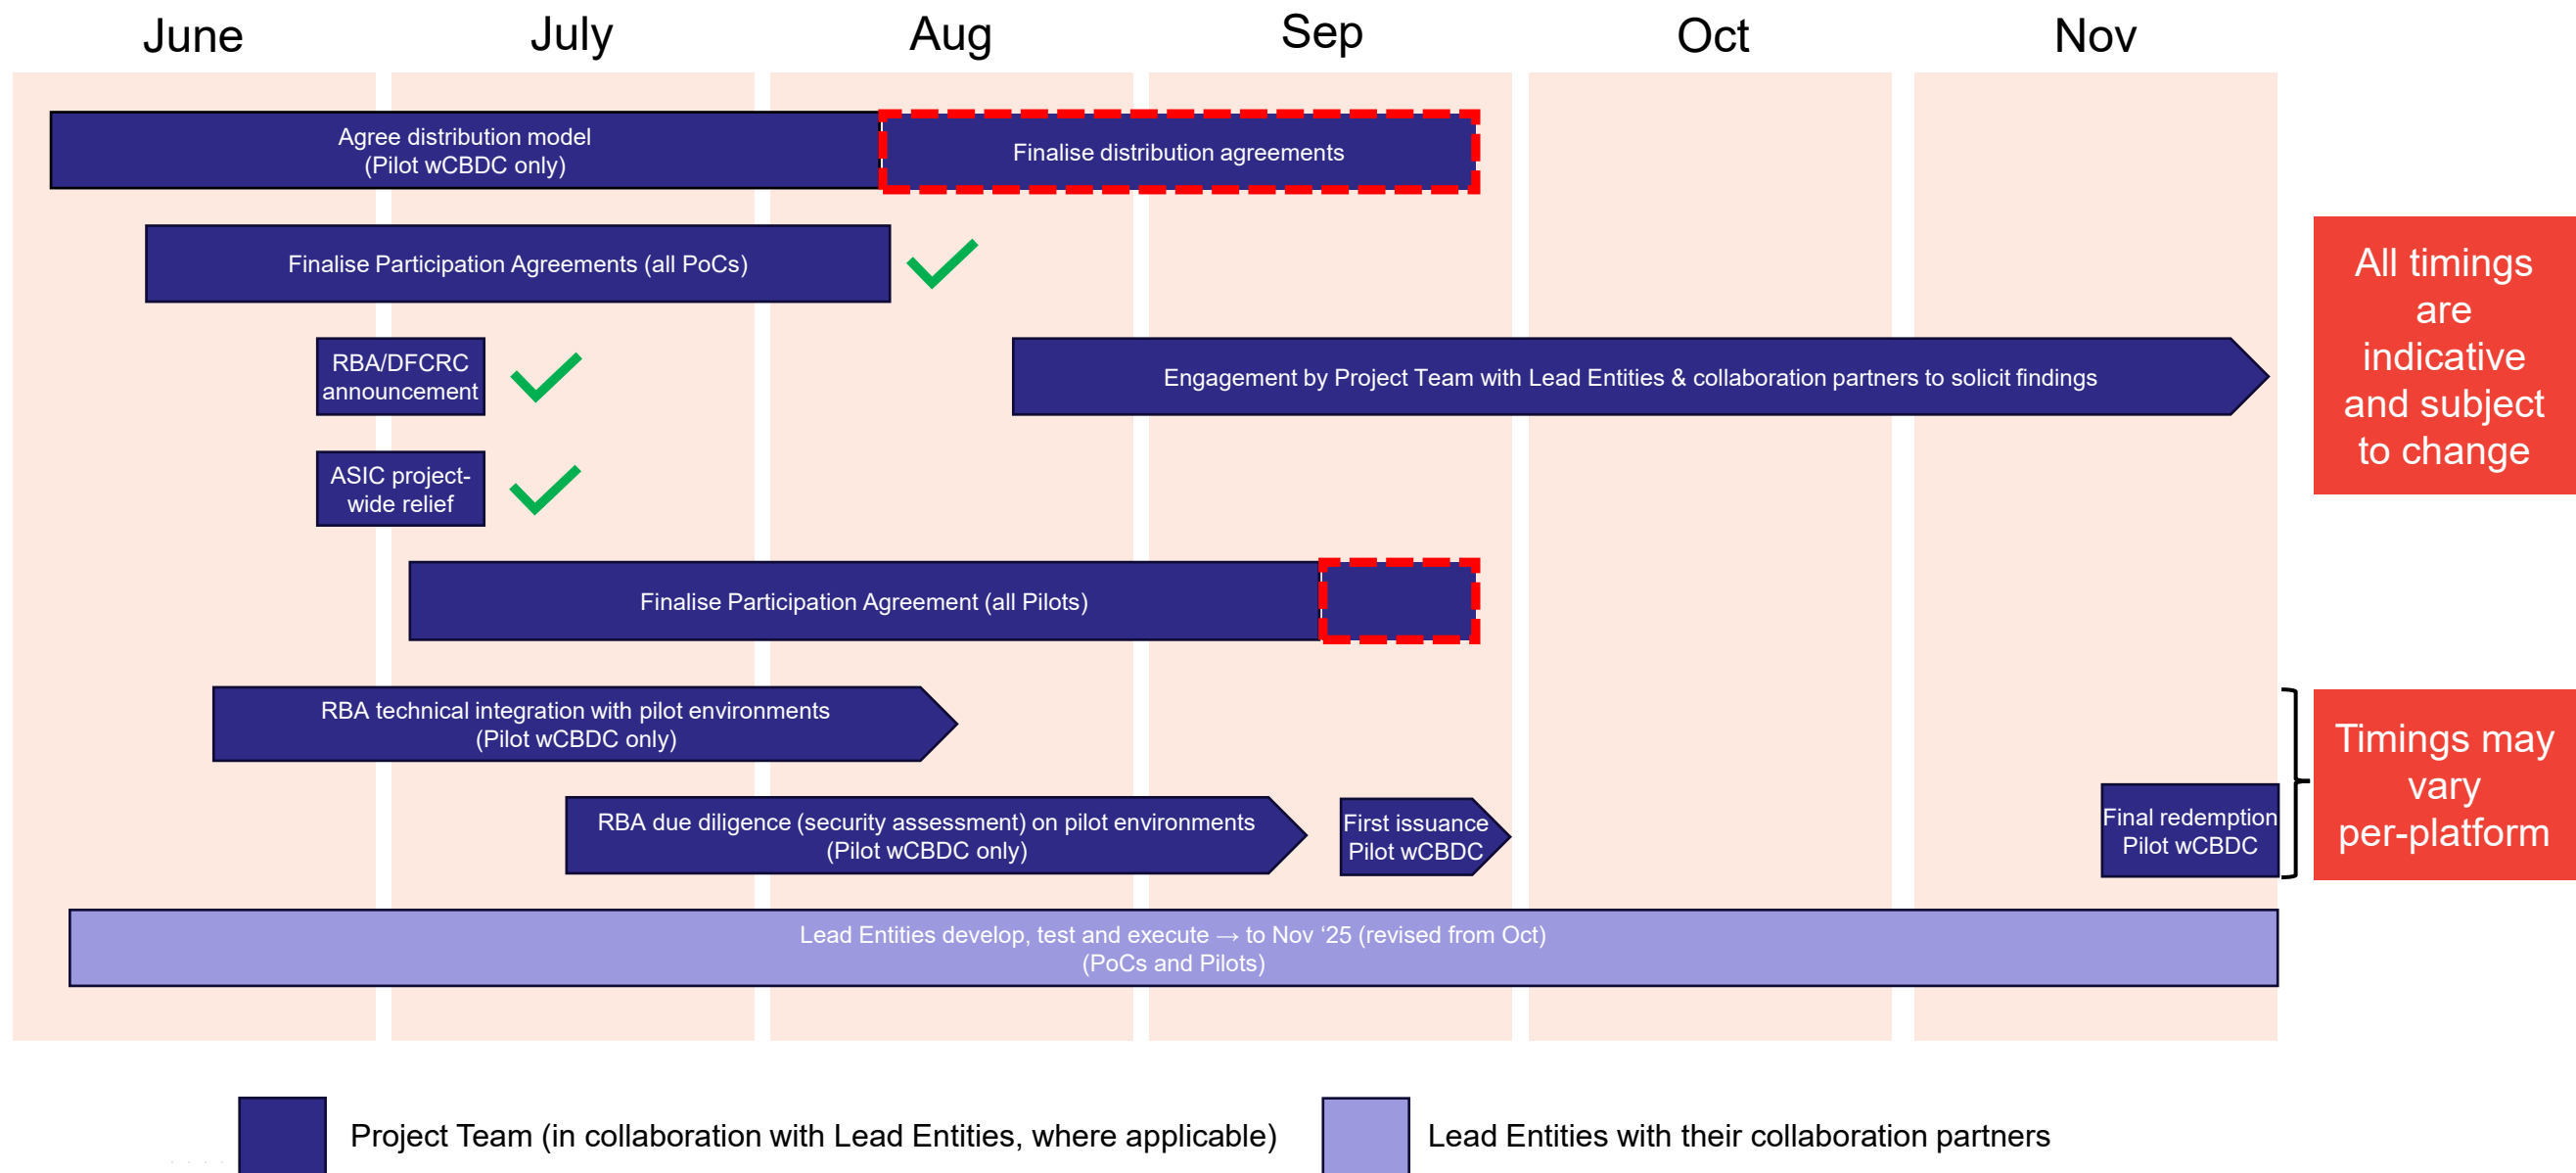 June
July
Aug
Sep
Oct
Nov
Agree distribution model
(Pilot wCBDC only)
Finalise distribution agreements
Finalise Participation Agreements (all PoCs)
RBA/DFCRC
announcement
Engagement by Project Team with Lead Entities & collaboration partners to solicit findings
All timings
are
indicative
and subject
to change
ASIC project-
wide relief
Finalise Participation Agreement (all Pilots)
RBA technical integration with pilot environments
(Pilot wCBDC only)
RBA due diligence (security assessment) on pilot environments
(Pilot wCBDC only)
First issuance
Pilot wCBDC
Final redemption
Pilot wCBDC
Timings may
vary
per-platform
Lead Entities develop, test and execute → to Nov ‘25 (revised from Oct)
(PoCs and Pilots)
Project Team (in collaboration with Lead Entities, where applicable)
Lead Entities with their collaboration partners